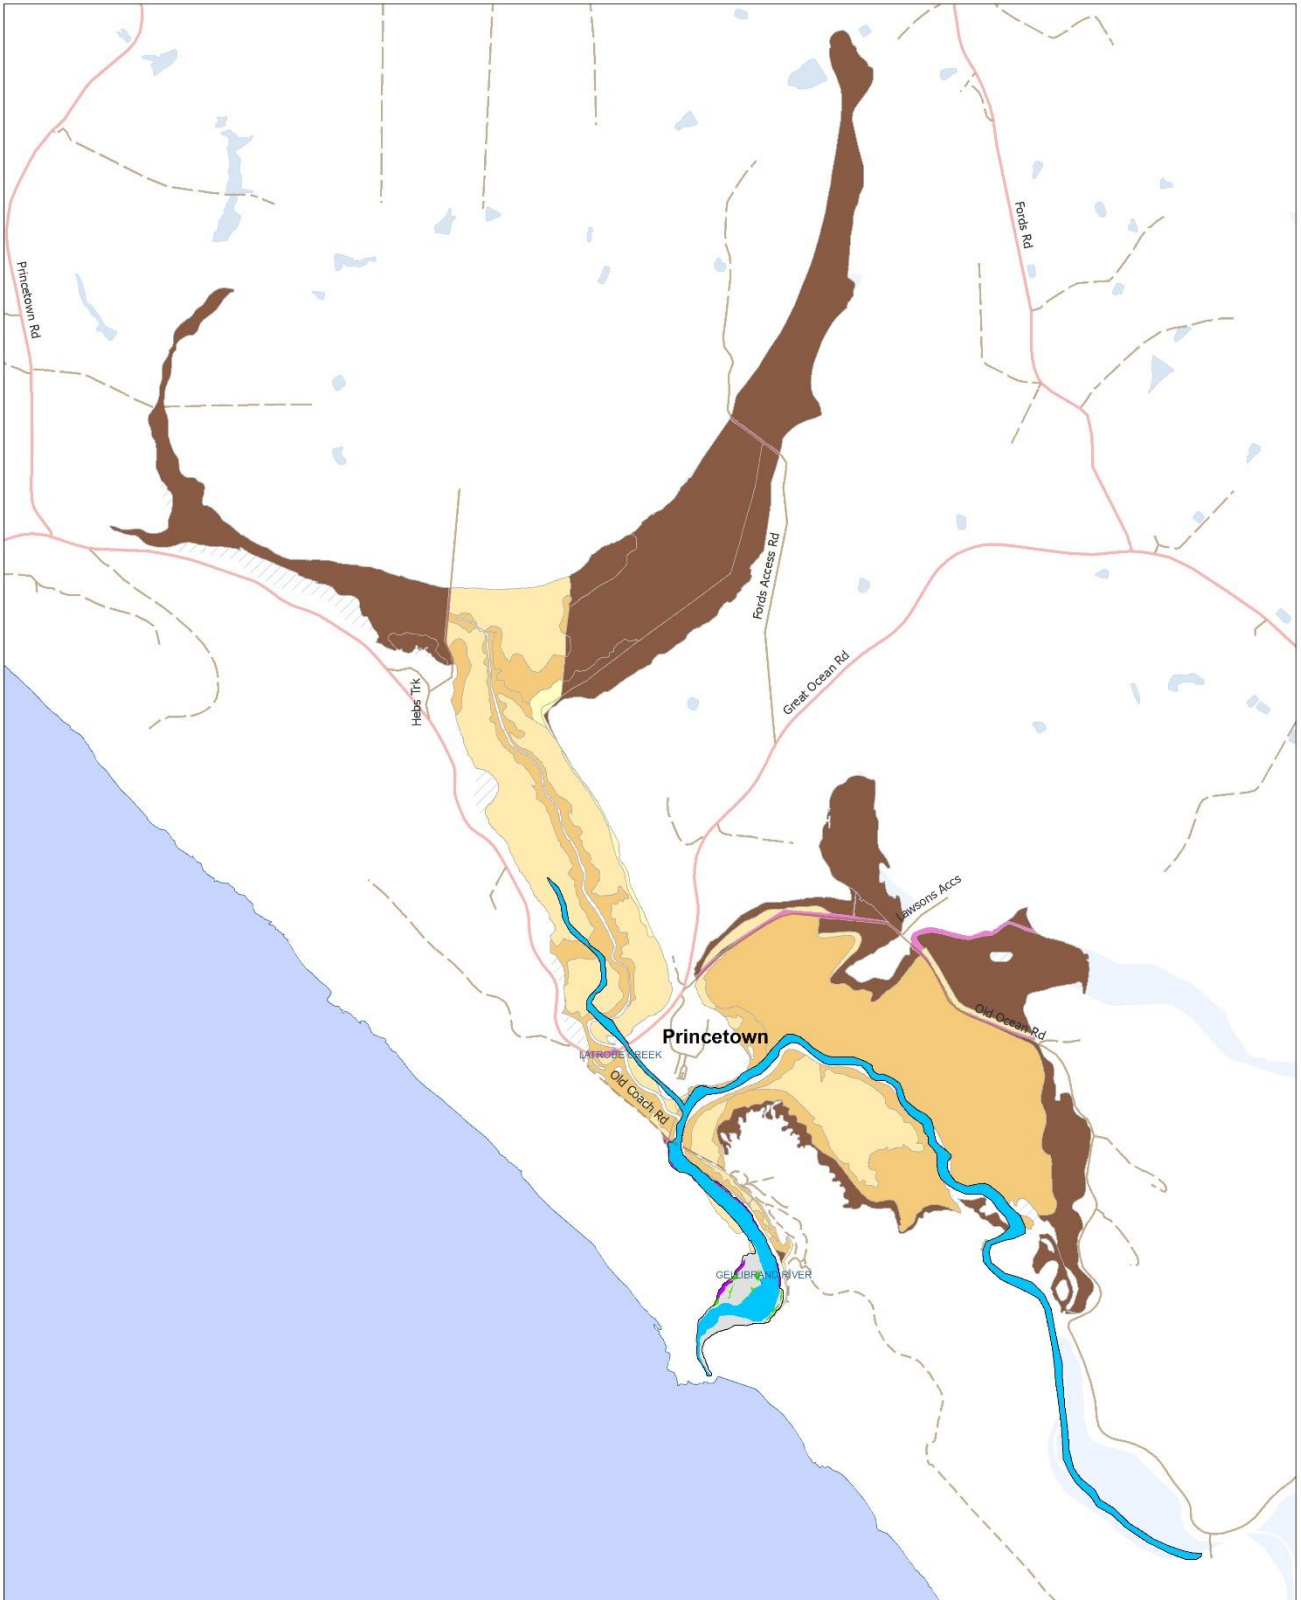 Fords Rd
Princetown Rd
Fords Access Rd
Great Ocean Rd
Hebs Trk
Lawsons Accs
Old Ocean Rd
Princetown
LATROBE CREEK
Old Coach Rd
GELLIBRAND RIVER